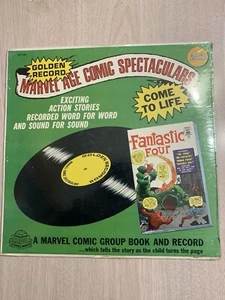 GOLDEN
RECORD
MARVEL AGE COMIC SPECTACULARS
COME TO
LIFE
EXCITING
ACTION STORIES
RECORDED WORD FOR WORD
AND SOUND FOR SOUND
Fantastic
FOUR
A MARVEL COMIC GROUP BOOK AND RECORD
...which tells the story as the child turns the page